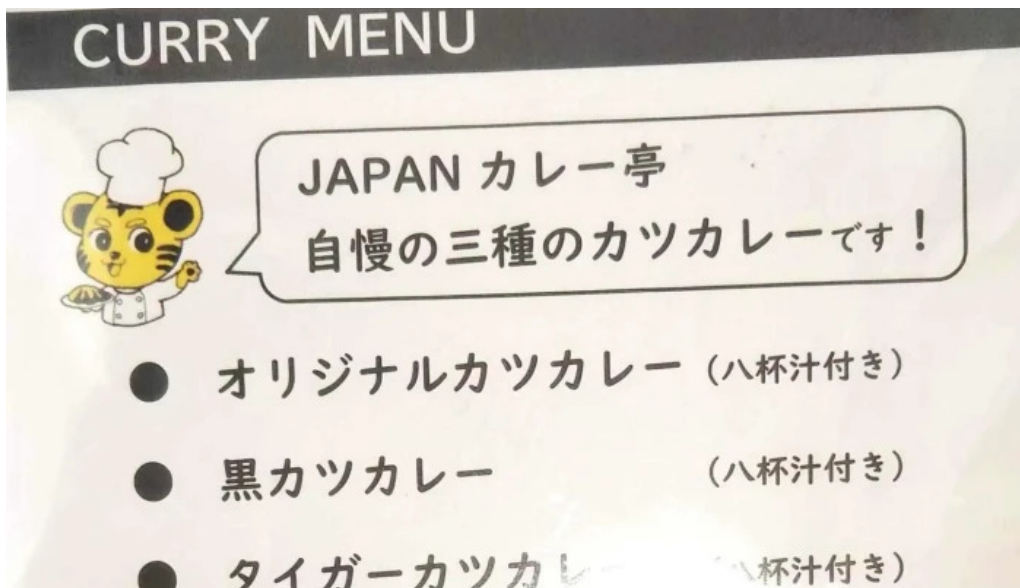 CURRY MENU
JAPAN カレー亭
自慢の三種のカツカレーです！
● オリジナルカツカレー（八杯汁付き）
● 黒カツカレー （八杯汁付き）
● タイガーカツカレー （八杯汁付き）